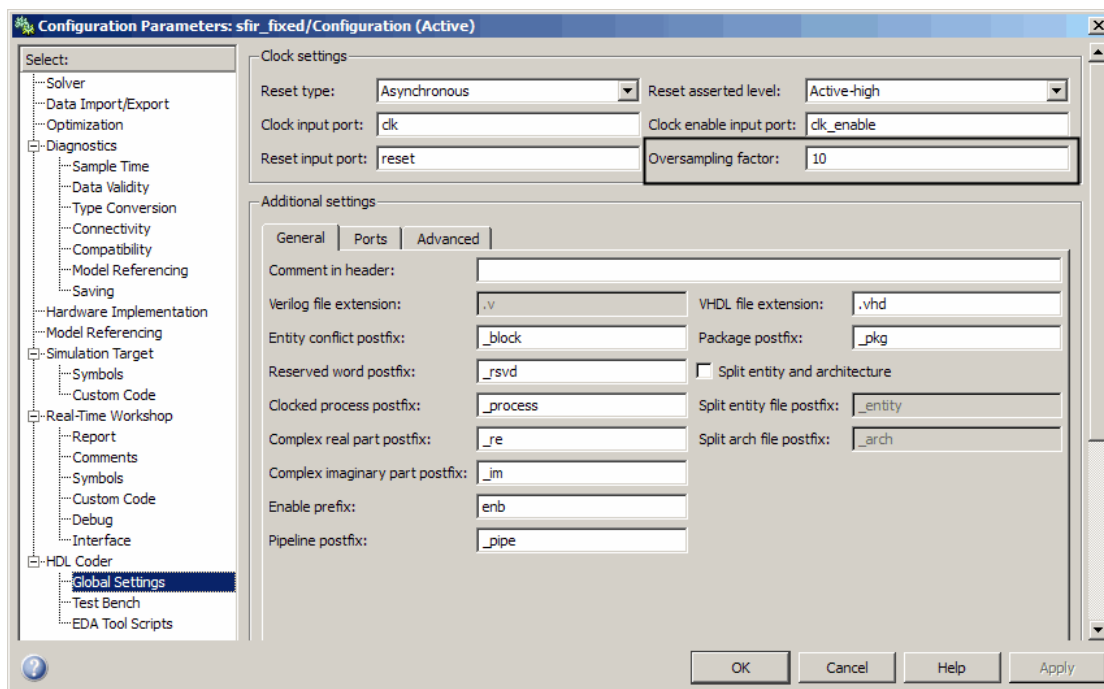 Configuration Parameters: sfir_fixed/Configuration (Active)
Select:
Solver
Data Import/Export
Optimization
Diagnostics
Sample Time
Data Validity
Type Conversion
Connectivity
Compatibility
Model Referencing
Saving
Hardware Implementation
Model Referencing
Simulation Target
Symbols
Custom Code
Real-Time Workshop
Report
Comments
Symbols
Custom Code
Debug
Interface
HDL Coder
Global Settings
Test Bench
EDA Tool Scripts
Clock settings
Reset type: Asynchronous Reset asserted level: Active-high
Clock input port: clk Clock enable input port: clk_enable
Reset input port: reset Oversampling factor: 10
Additional settings
General Ports Advanced
Comment in header:
Verilog file extension: .v VHDL file extension: .vhd
Entity conflict postfix: _block Package postfix: _pkg
Reserved word postfix: _rsvd Split entity and architecture
Clocked process postfix: _process Split entity file postfix: _entity
Complex real part postfix: _re Split arch file postfix: _arch
Complex imaginary part postfix: _im
Enable prefix: enb
Pipeline postfix: _pipe
OK Cancel Help Apply